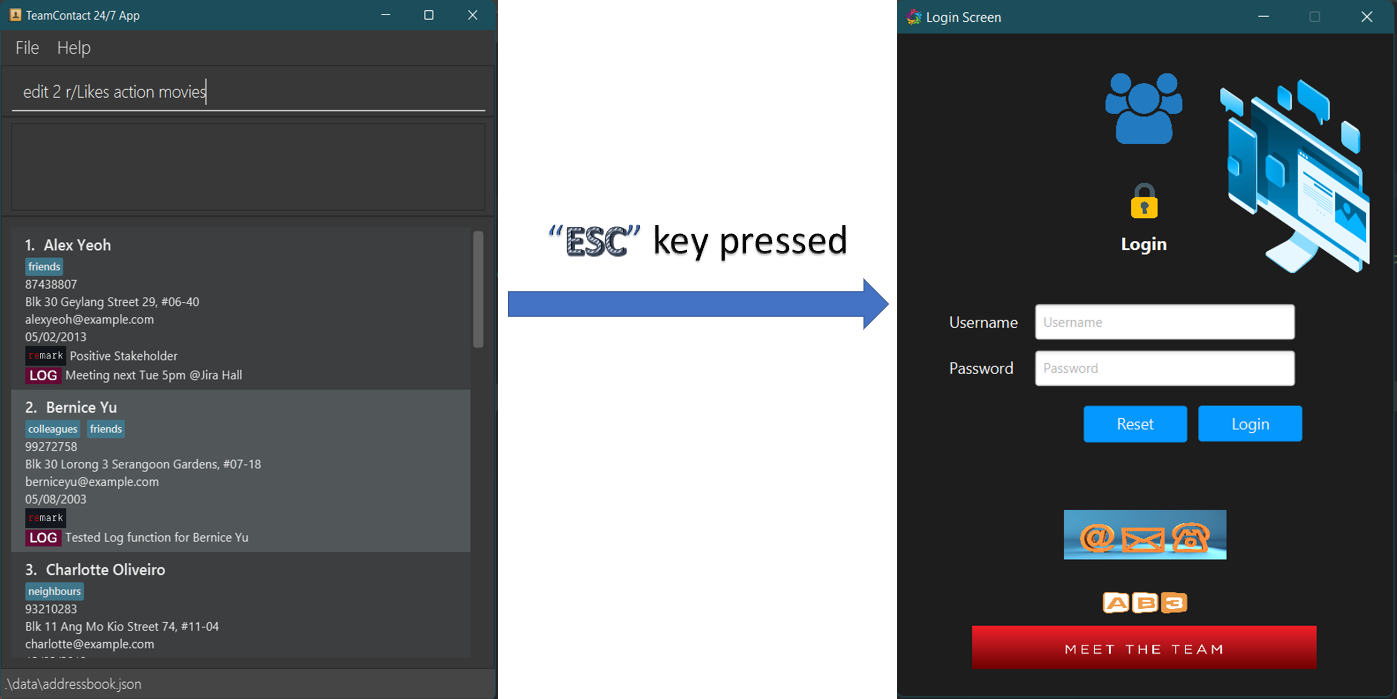 TeamContact 24/7 App
File Help
edit 2 r/Likes action movies
1. Alex Yeoh
friends
87438807
Blk 30 Geylang Street 29, #06-40
alexyeoh@example.com
05/02/2013
remark Positive Stakeholder
LOG Meeting next Tue 5pm @Jira Hall
2. Bernice Yu
colleagues friends
99272758
Blk 30 Lorong 3 Serangoon Gardens, #07-18
berniceyu@example.com
05/08/2003
remark
LOG Tested Log function for Bernice Yu
3. Charlotte Oliveiro
neighbours
93210283
Blk 11 Ang Mo Kio Street 74, #11-04
charlotte@example.com
.\data\addressbook.json
“ESC” key pressed
Login Screen
Login
Username Username
Password Password
Reset Login
@
AB3
MEET THE TEAM